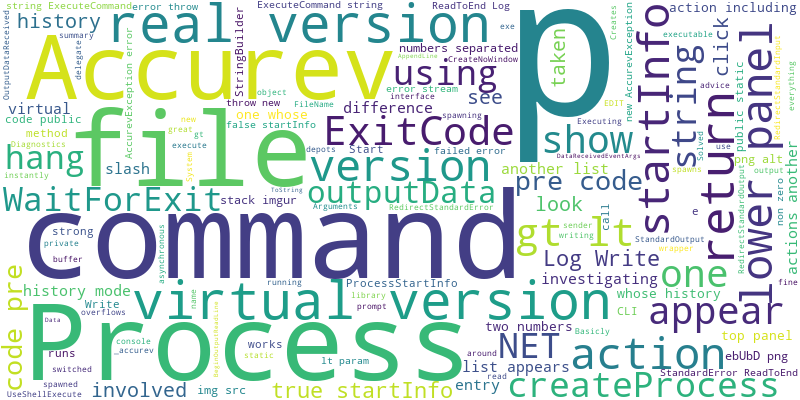 string ExecuteCommand
error throw
ExecuteCommand string
ReadToEnd Log
exe
action including
history
real version
p
taken
Creates
OutputDataReceived
summary
delegate
Accurev
StringBuilder
numbers separated
CreateNoWindow
AppendLine
using
see
new AccurevException
executable
click
RedirectStandardInput
everything
virtual
code public
method
Diagnostics
AccurevException error
object
throw new
FileName
error stream
interface
spawning
difference
EDIT
startInfo
string
advice
public static
lower panel
file
one whose
false startInfo
great
gt
execute
System
new
Start
failed error
Executing
show
Solved
use
png alt
hang
instantly
slash
depots
ExitCode
DataReceivedEventArgs
spawns
return
output
version
another list
pre code
non zero
actions another
RedirectStandardOutput
WaitForExit
stack imgur
ToString
Arguments
outputData
RedirectStandardError
look
e
call
strong
private
buffer
command
sender
writing
gt lt
StandardOutput
wrapper
asynchronous
Log Write
investigating
one
fine
code pre
Process
running
ProcessStartInfo
whose history
history mode
Write
overflows
name
virtual version
library
prompt
CLI
appear
top panel
Data
console
_accurev
BeginOutputReadLine
works
static
two numbers
Basicly
NET
action
ebUbD png
runs
switched
lt param
around
list appears
StandardError ReadToEnd
spawned
UseShellExecute
involved
img src
true startInfo
read
entry
createProcess